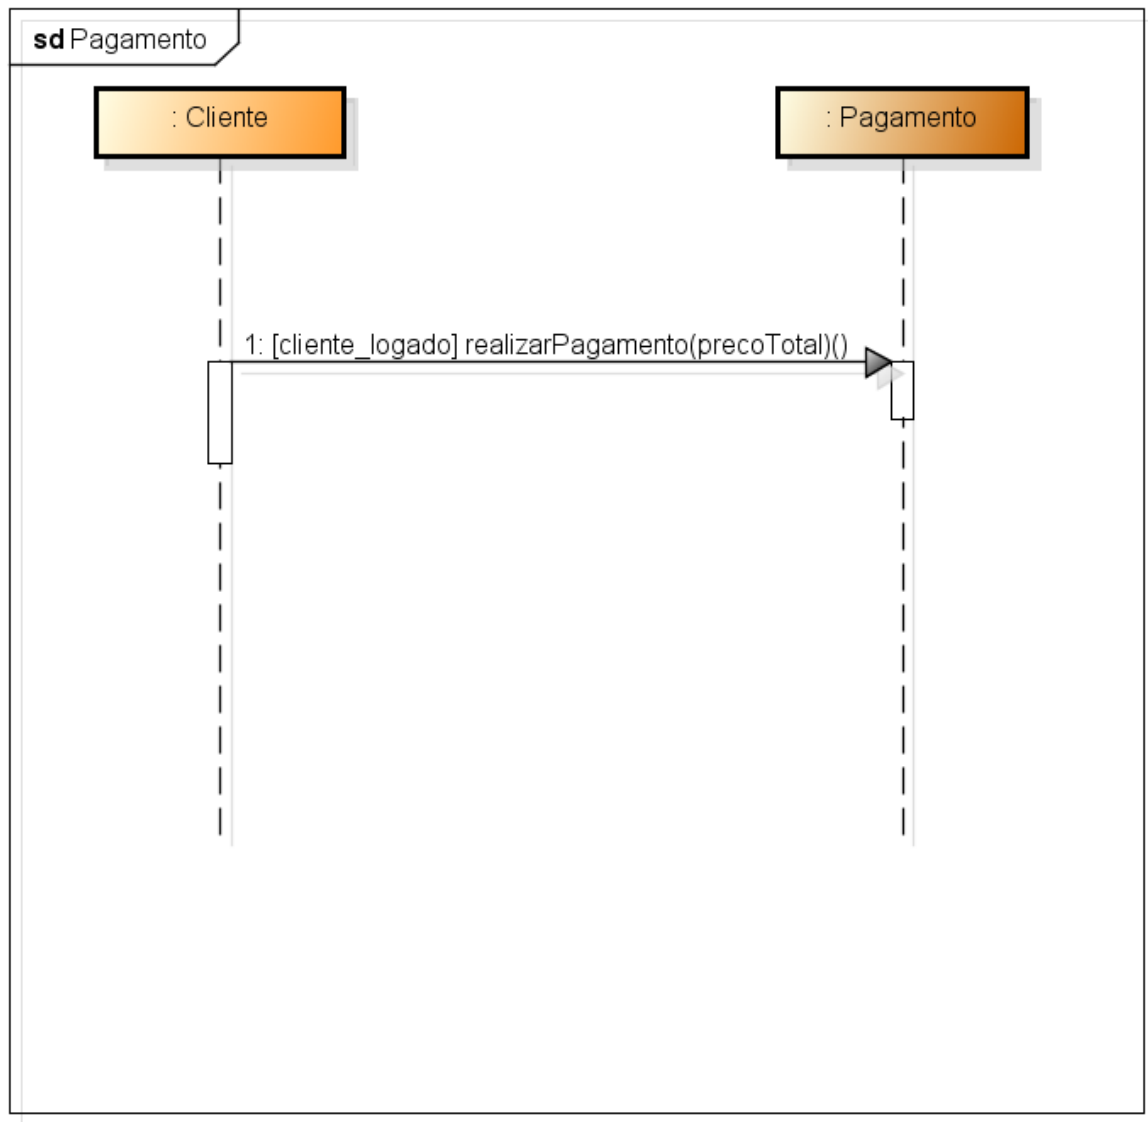 sd Pagamento
: Cliente
: Pagamento
1: [cliente_logado] realizarPagamento(precoTotal)()